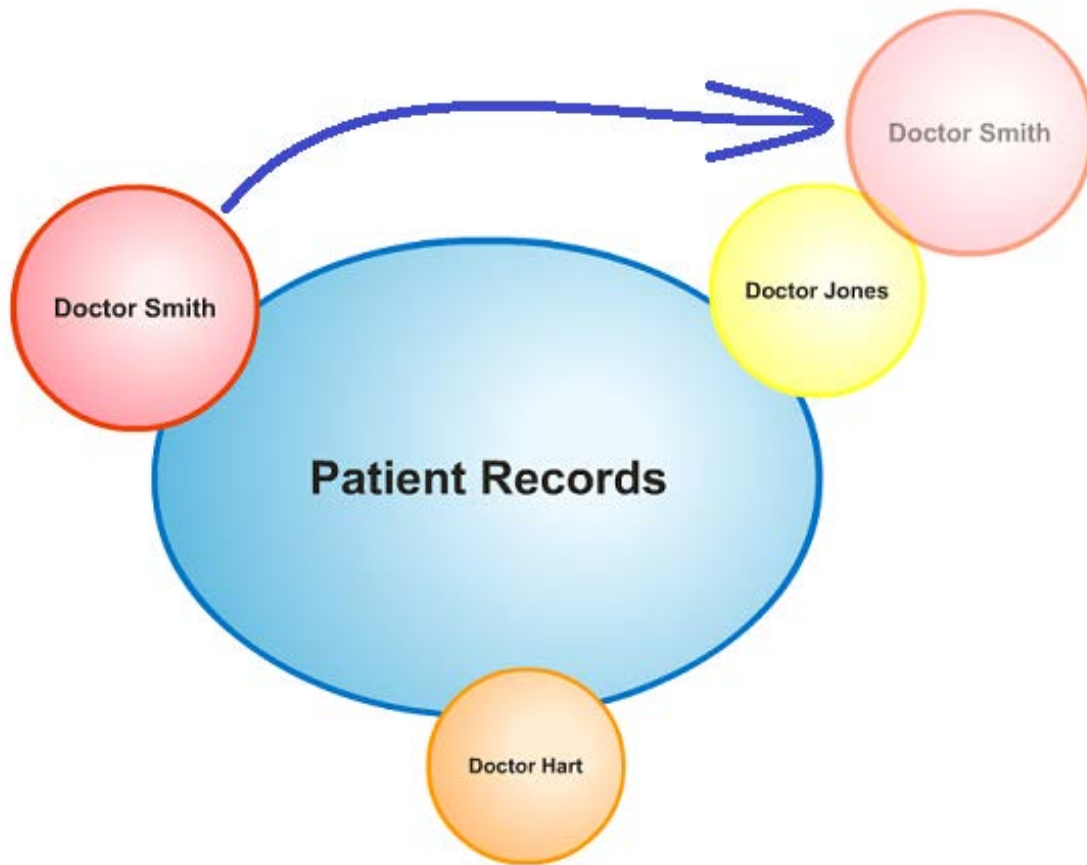 Doctor Smith
Doctor Smith
Doctor Jones
Patient Records
Doctor Hart